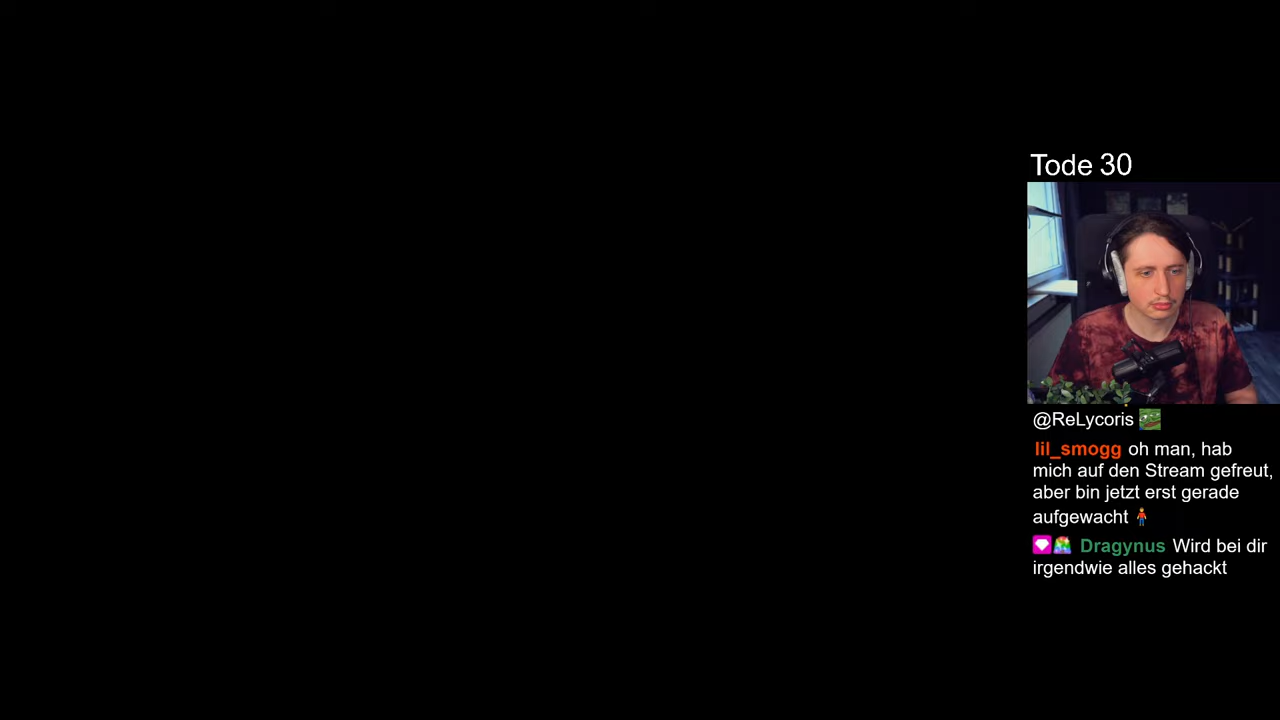 Tode 30
@ReLycoris
lil_smogg oh man, hab
mich auf den Stream gefreut,
aber bin jetzt erst gerade
aufgewacht
Dragynus Wird bei dir
irgendwie alles gehackt